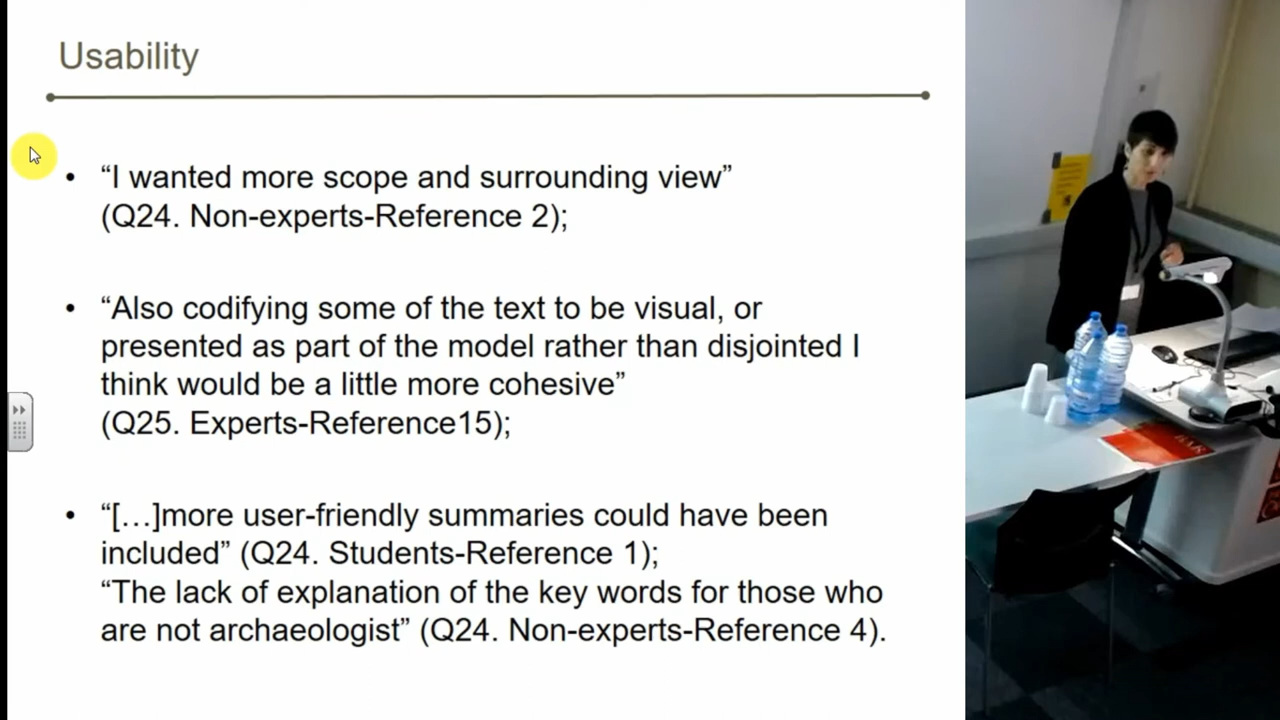 Usability
• “I wanted more scope and surrounding view”
(Q24. Non-experts-Reference 2);
• “Also codifying some of the text to be visual, or
presented as part of the model rather than disjointed I
think would be a little more cohesive”
(Q25. Experts-Reference15);
• “[…]more user-friendly summaries could have been
included” (Q24. Students-Reference 1);
“The lack of explanation of the key words for those who
are not archaeologist” (Q24. Non-experts-Reference 4).
BAR